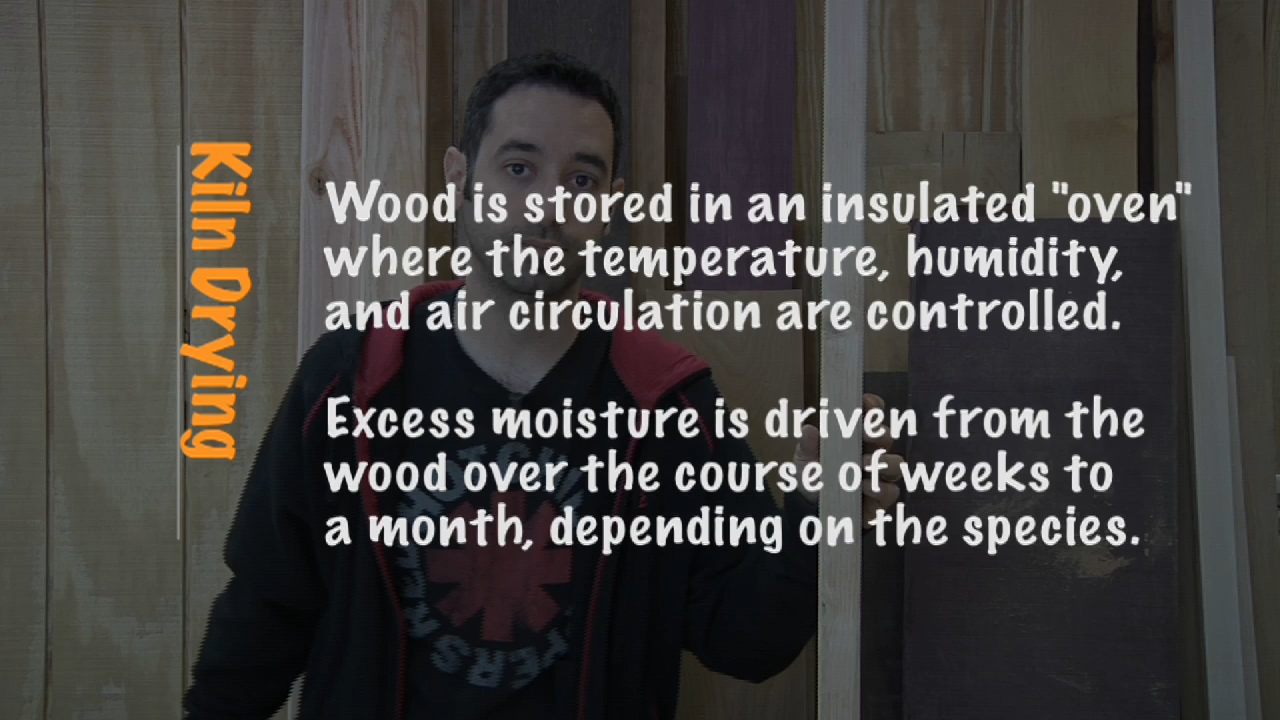 Kiln Drying
Wood is stored in an insulated "oven"
where the temperature, humidity,
and air circulation are controlled.
Excess moisture is driven from the
wood over the course of weeks to
a month, depending on the species.